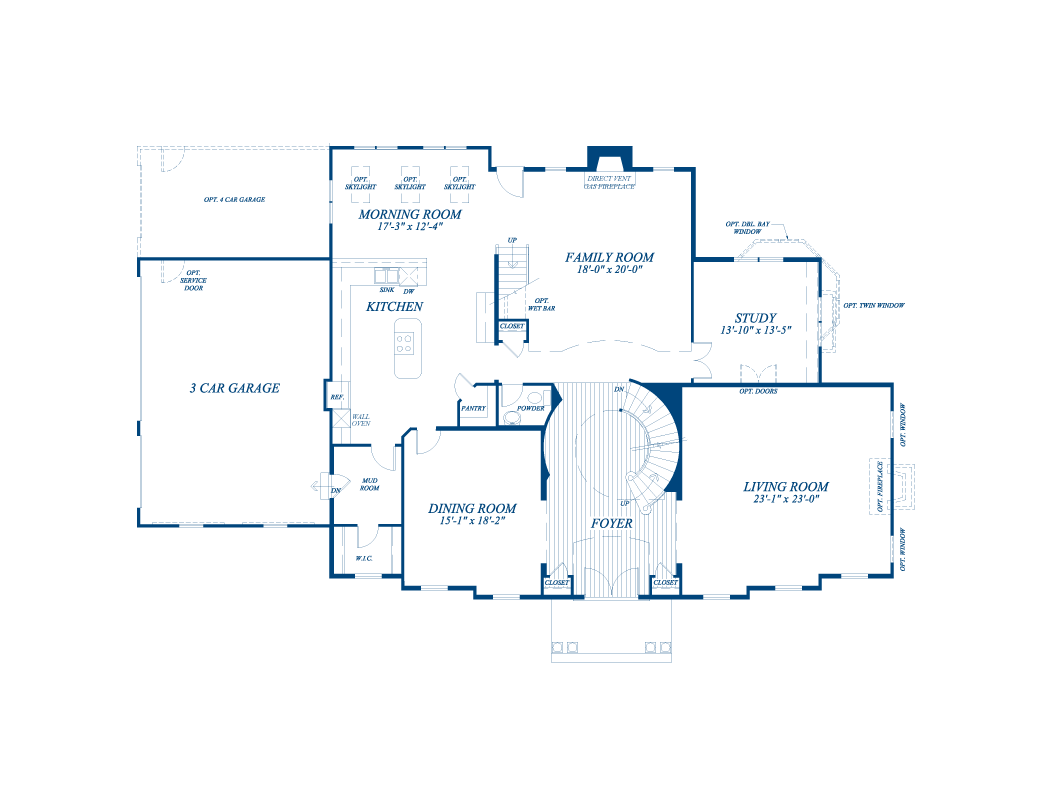 OPT.
SKYLIGHT
OPT.
SKYLIGHT
OPT.
SKYLIGHT
DIRECT VENT
GAS FIREPLACE
OPT. 4 CAR GARAGE
MORNING ROOM
17'-3" x 12'-4"
OPT. DBL. BAY
WINDOW
UP
FAMILY ROOM
18'-0" x 20'-0"
OPT.
SERVICE
DOOR
SINK
DW
KITCHEN
OPT.
WET BAR
OPT. TWIN WINDOW
CLOSET
STUDY
13'-10" x 13'-5"
3 CAR GARAGE
REF.
PANTRY
POWDER
DN
OPT. DOORS
WALL
OVEN
OPT. WINDOW
MUD
ROOM
DN
LIVING ROOM
23'-1" x 23'-0"
OPT. FIREPLACE
DINING ROOM
15'-1" x 18'-2"
UP
FOYER
W.I.C.
OPT. WINDOW
CLOSET
CLOSET